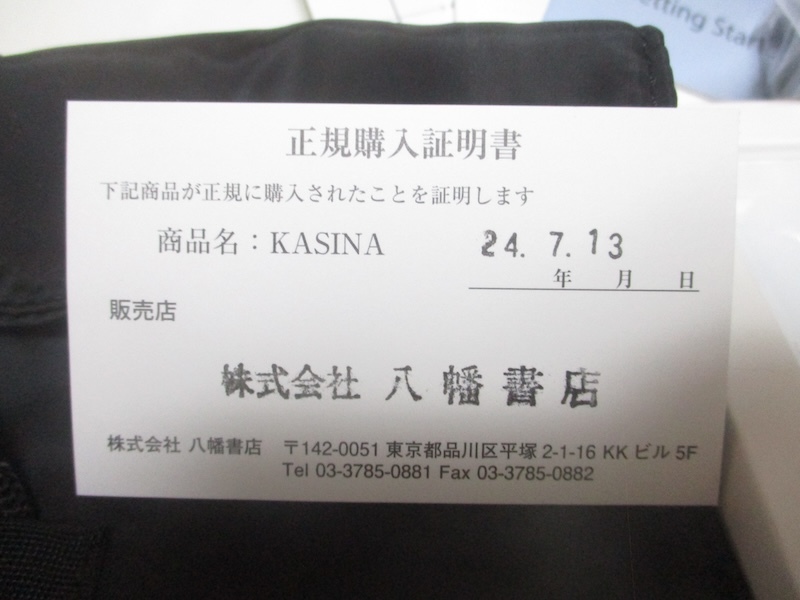 etting Start
正規購入証明書
下記商品が正規に購入されたことを証明します
商品名：KASINA
24. 7. 13
年 月 日
販売店
株式会社 八幡書店
株式会社 八幡書店 〒142-0051 東京都品川区平塚 2-1-16 KK ビル 5F
Tel 03-3785-0881 Fax 03-3785-0882